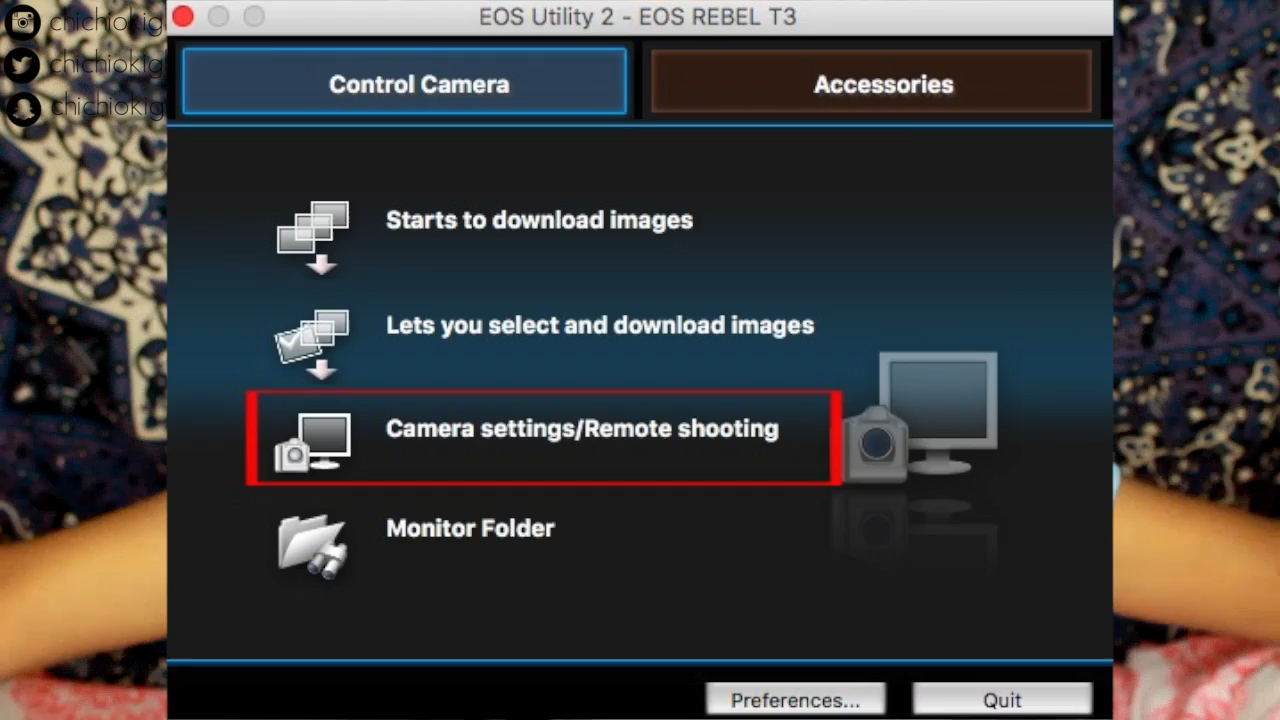 EOS Utility 2 - EOS REBEL T3
chichiokig
chichiokig
chichiokig
Control Camera
Accessories
Starts to download images
Lets you select and download images
Camera settings/Remote shooting
Monitor Folder
Preferences...
Quit